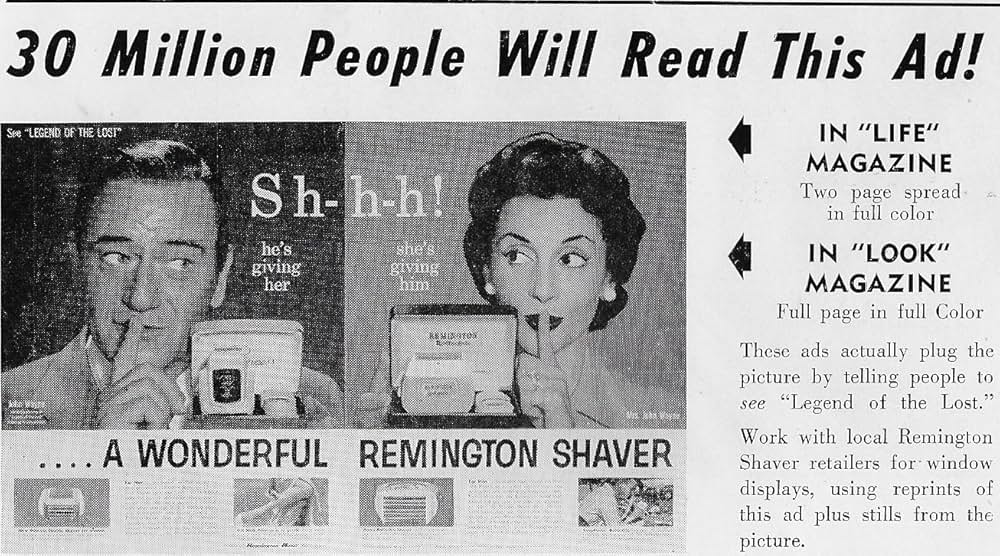 30 Million People Will Read This Ad!
See "LEGEND OF THE LOST"
Sh-h-h!
he's
giving
her
she's
giving
him
REMINGTON
John Wayne
Mrs. John Wayne
....A WONDERFUL REMINGTON SHAVER
IN "LIFE"
MAGAZINE
Two page spread
in full color
IN "LOOK"
MAGAZINE
Full page in full Color
These ads actually plug the
picture by telling people to
see "Legend of the Lost."
Work with local Remington
Shaver retailers for window
displays, using reprints of
this ad plus stills from the
picture.